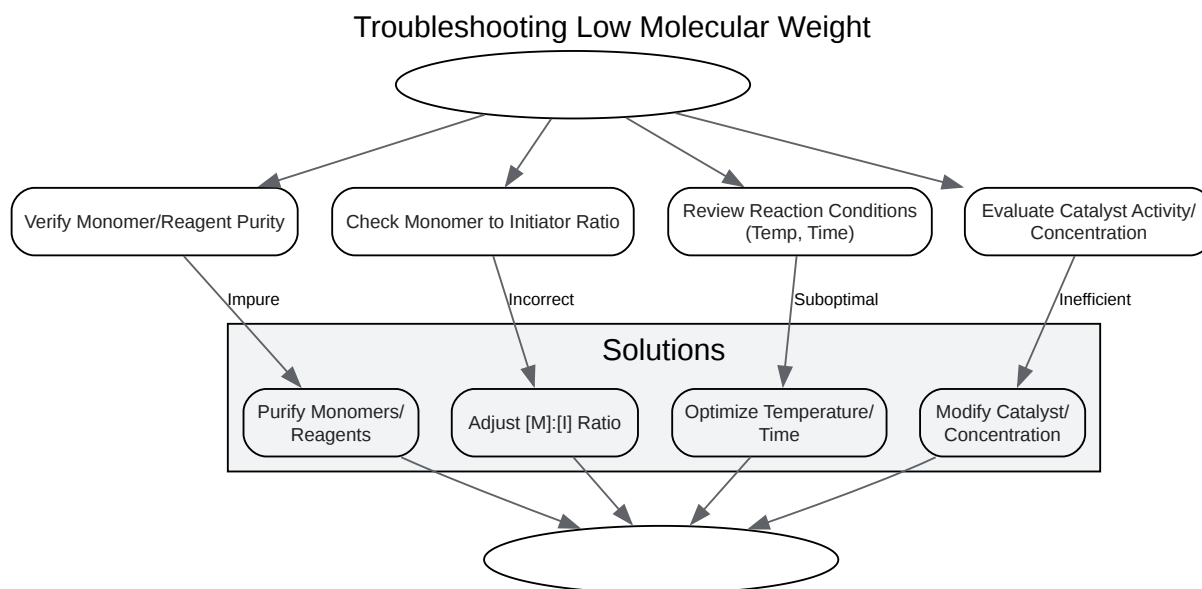 Troubleshooting Low Molecular Weight
Verify Monomer/Reagent Purity
Check Monomer to Initiator Ratio
Review Reaction Conditions
(Temp, Time)
Evaluate Catalyst Activity/
Concentration
Impure
Incorrect
Suboptimal
Inefficient
Solutions
Purify Monomers/
Reagents
Adjust [M]:[I] Ratio
Optimize Temperature/
Time
Modify Catalyst/
Concentration